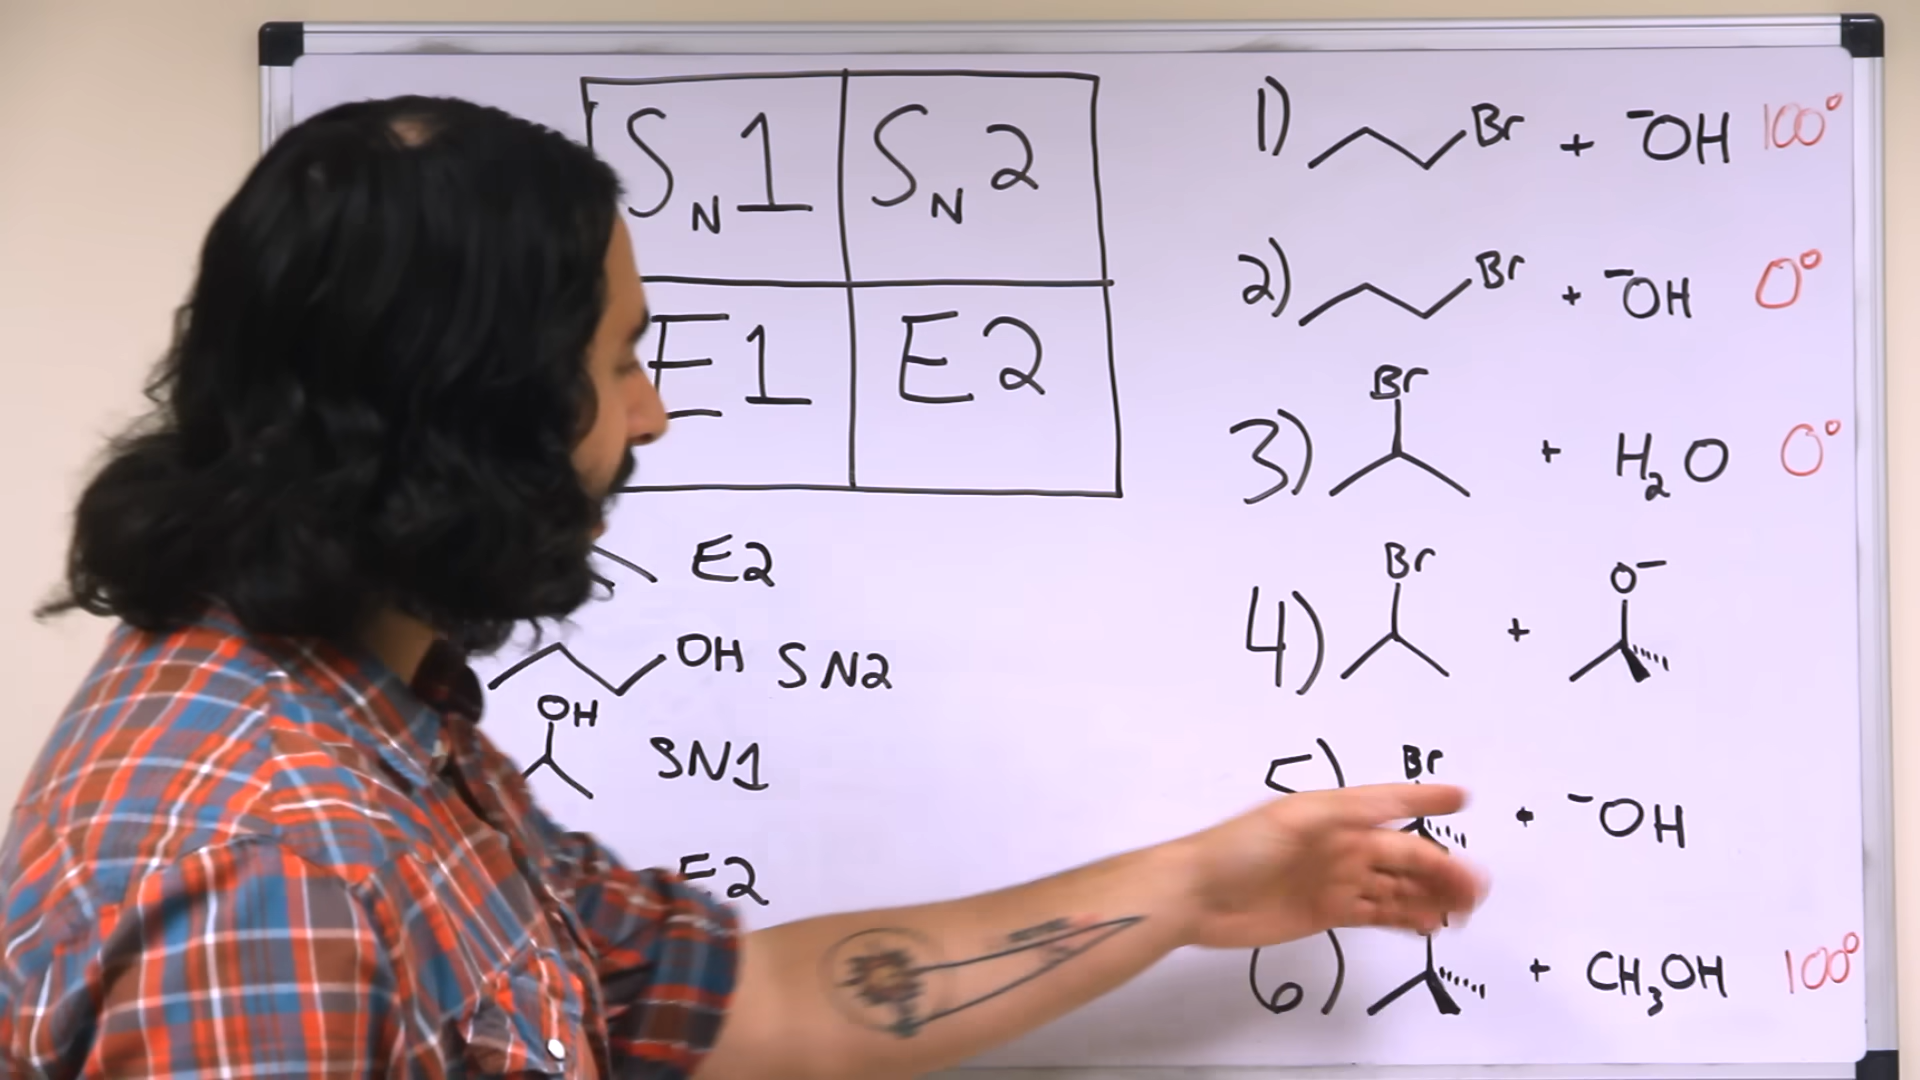 SN1 SN2
E1 E2
E2
OH SN2
OH
SN1
E2
1) Br + ⁻OH 100°
2) Br + ⁻OH 0°
Br
3) + H₂O 0°
Br O⁻
4) +
Br
5) + ⁻OH
6) + CH₃OH 100°